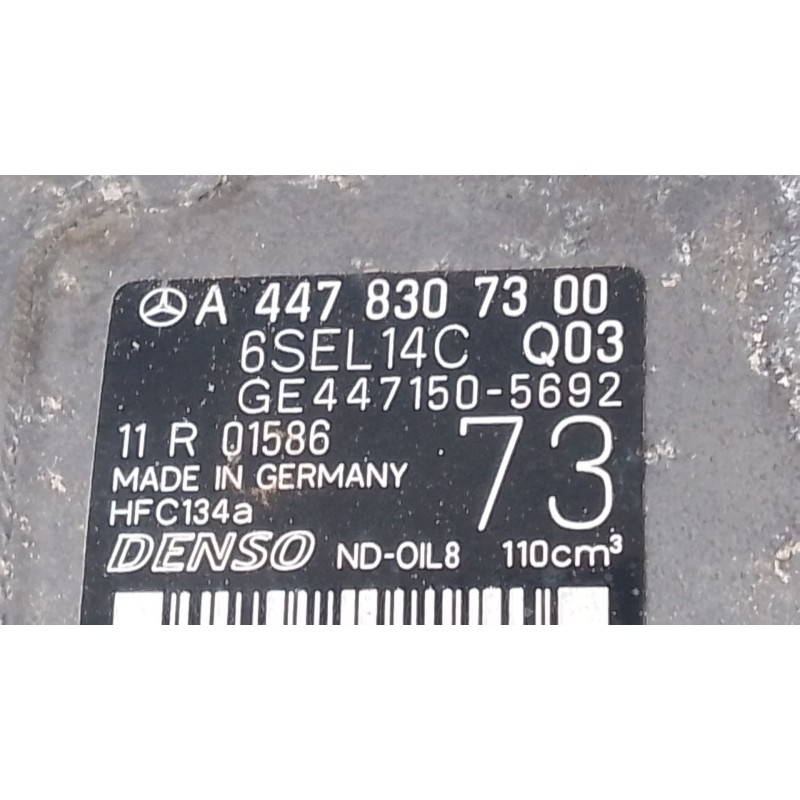 A 447 830 73 00
6SEL14C Q03
GE447150-5692
11 R 01586
73
MADE IN GERMANY
HFC134a
DENSO ND-OIL8 110cm³